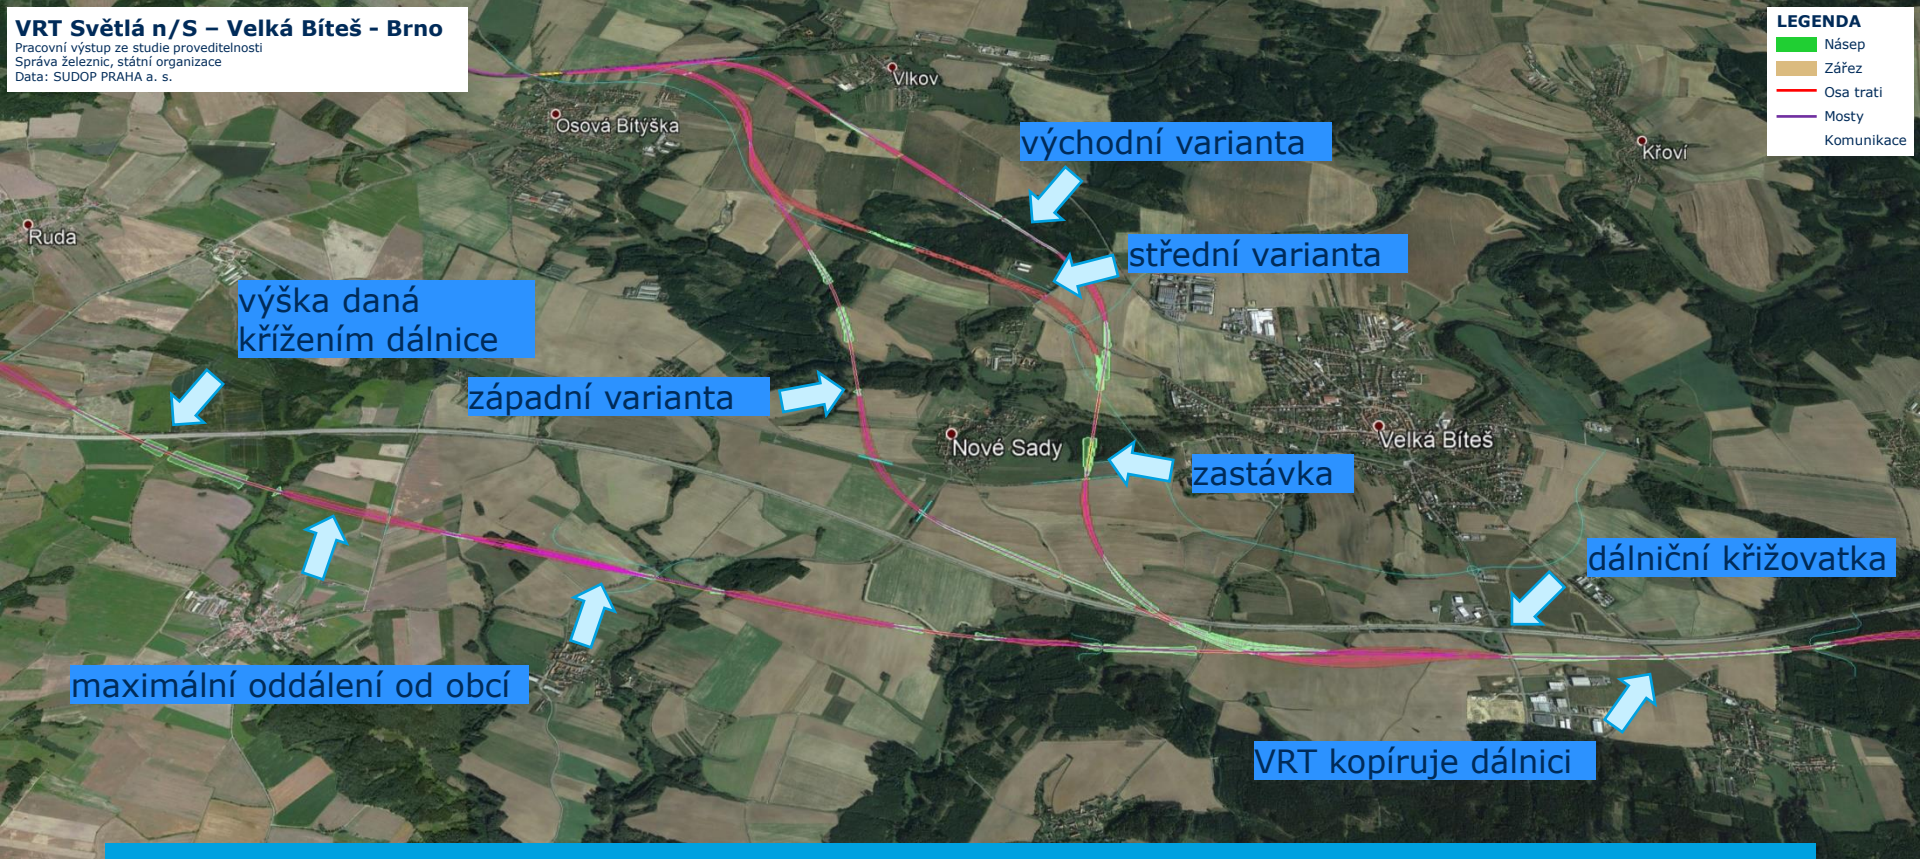 VRT Světlá n/S – Velká Bíteš - Brno
Pracovní výstup ze studie proveditelnosti
Správa železnic, státní organizace
Data: SUDOP PRAHA a. s.
LEGENDA
Násep
Zářez
Osa trati
Mosty
Komunikace
Vlkov
Osová Bítýška
východní varianta
Křoví
Ruda
střední varianta
výška daná
křížením dálnice
západní varianta
Nové Sady
Velká Bíteš
zastávka
dálniční křižovatka
maximální oddálení od obcí
VRT kopíruje dálnici